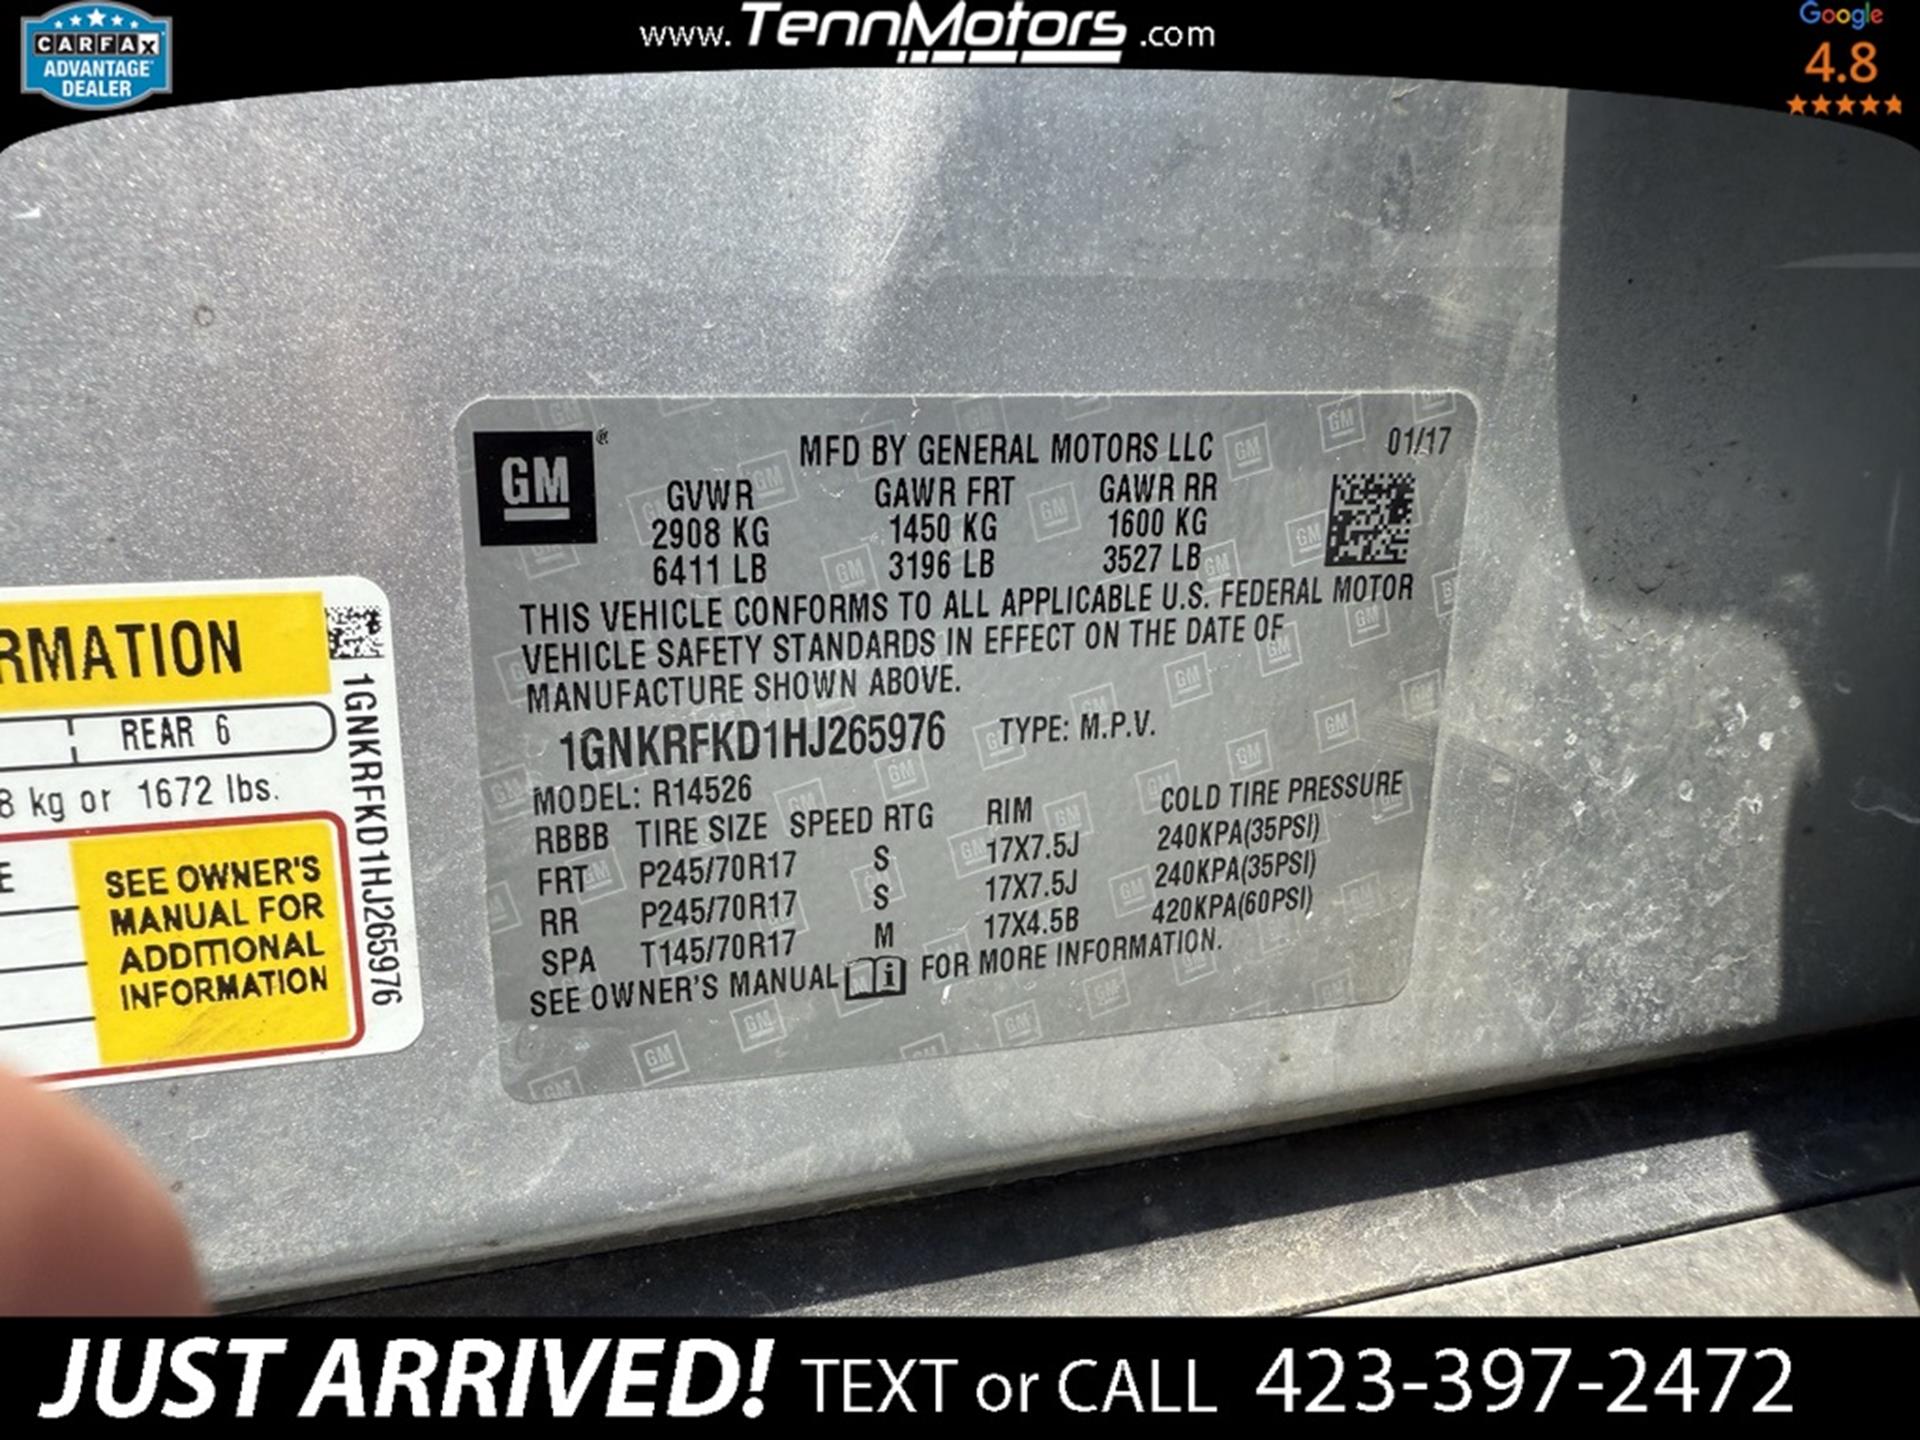 CARFAX
ADVANTAGE
DEALER
www.TennMotors.com
Google
4.8
GM
®
MFD BY GENERAL MOTORS LLC
01/17
GVWR GAWR FRT GAWR RR
2908 KG 1450 KG 1600 KG
6411 LB 3196 LB 3527 LB
THIS VEHICLE CONFORMS TO ALL APPLICABLE U.S. FEDERAL MOTOR
VEHICLE SAFETY STANDARDS IN EFFECT ON THE DATE OF
MANUFACTURE SHOWN ABOVE.
1GNKRFKD1HJ265976 TYPE: M.P.V.
MODEL: R14526
RBBB TIRE SIZE SPEED RTG RIM COLD TIRE PRESSURE
FRT P245/70R17 S 17X7.5J 240KPA(35PSI)
RR P245/70R17 S 17X7.5J 240KPA(35PSI)
SPA T145/70R17 M 17X4.5B 420KPA(60PSI)
SEE OWNER'S MANUAL i FOR MORE INFORMATION.
RMATION
REAR 6
8 kg or 1672 lbs.
E
SEE OWNER'S
MANUAL FOR
ADDITIONAL
INFORMATION
1GNKRFKD1HJ265976
JUST ARRIVED! TEXT or CALL 423-397-2472